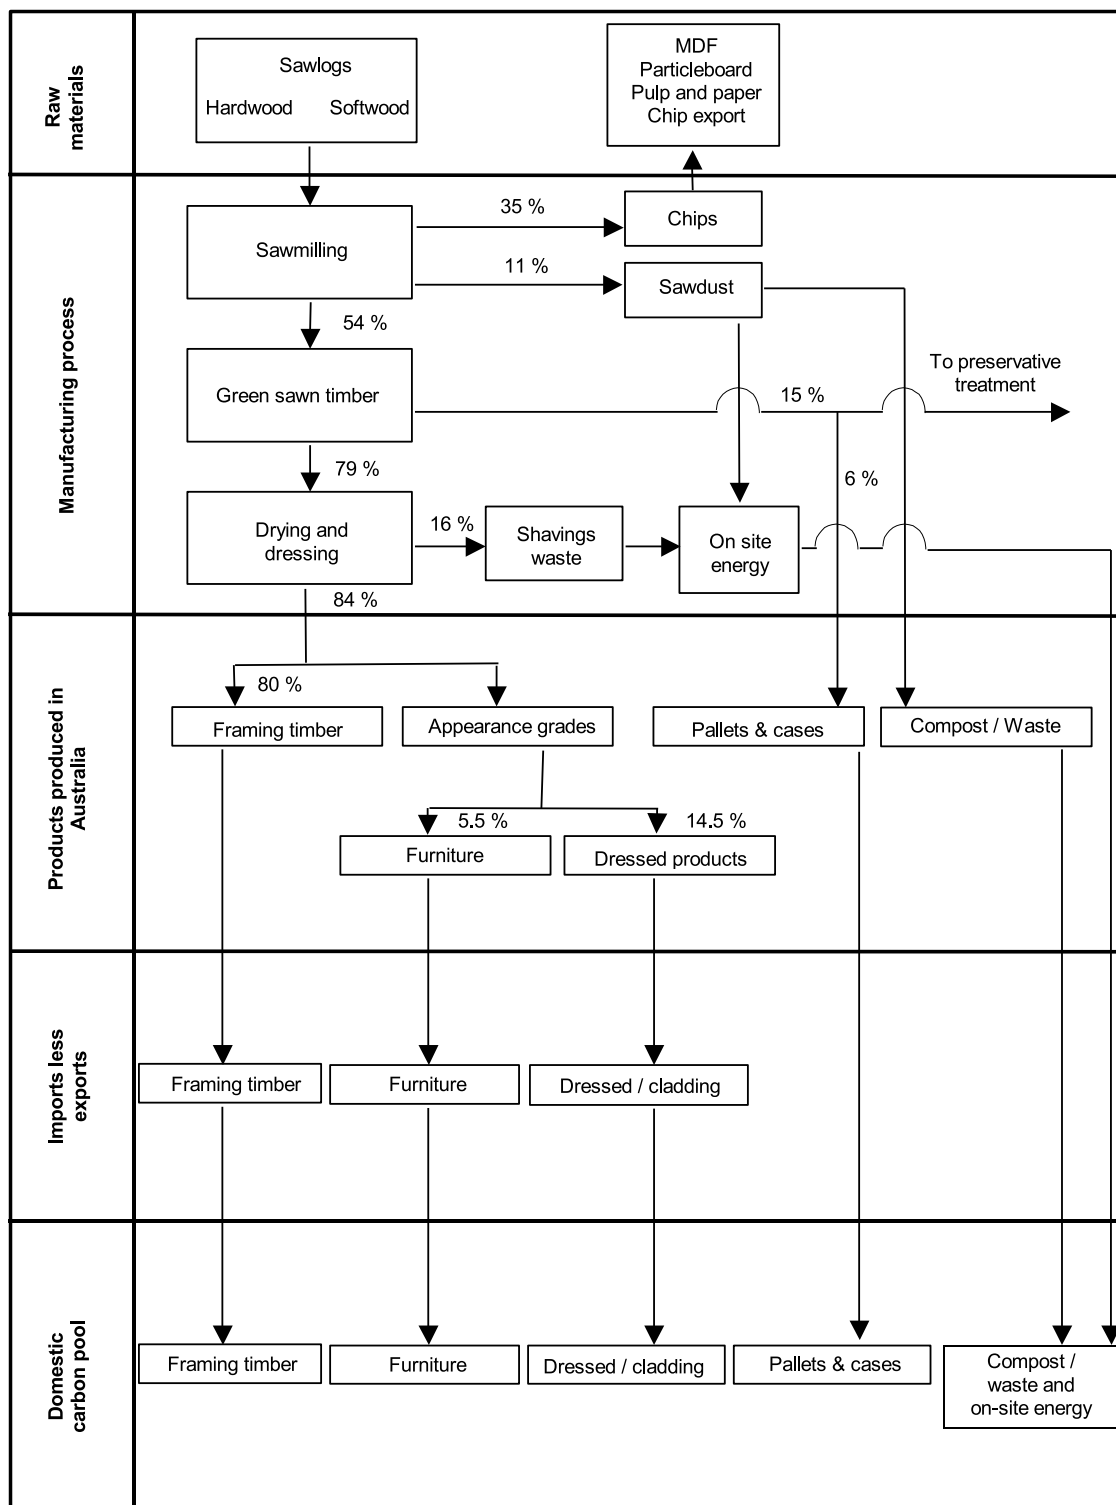 Raw
materials
Sawlogs
Hardwood Softwood
MDF
Particleboard
Pulp and paper
Chip export
Manufacturing process
Sawmilling
35 %
Chips
11 %
Sawdust
54 %
Green sawn timber
15 %
To preservative
treatment
79 %
6 %
Drying and
dressing
16 %
Shavings
waste
On site
energy
84 %
Products produced in
Australia
80 %
Framing timber
Appearance grades
Pallets & cases
Compost / Waste
5.5 %
14.5 %
Furniture
Dressed products
Imports less
exports
Framing timber
Furniture
Dressed / cladding
Domestic
carbon pool
Framing timber
Furniture
Dressed / cladding
Pallets & cases
Compost /
waste and
on-site energy